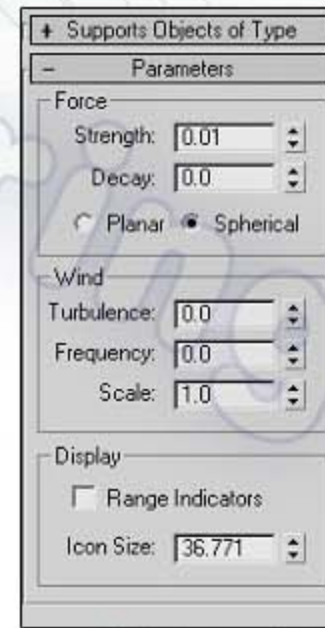 + Supports Objects of Type
- Parameters
Force
Strength: 0.01
Decay: 0.0
Planar Spherical
Wind
Turbulence: 0.0
Frequency: 0.0
Scale: 1.0
Display
Range Indicators
Icon Size: 36.771